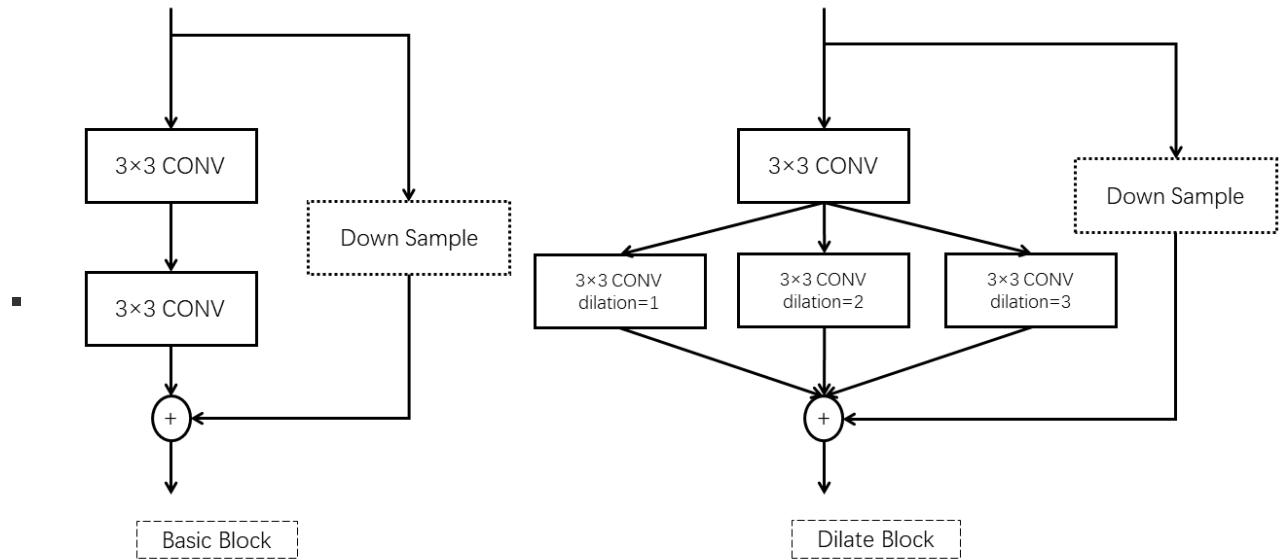 3×3 CONV
3×3 CONV
Down Sample
+
Basic Block
3×3 CONV
Down Sample
3×3 CONV
dilation=1
3×3 CONV
dilation=2
3×3 CONV
dilation=3
+
Dilate Block